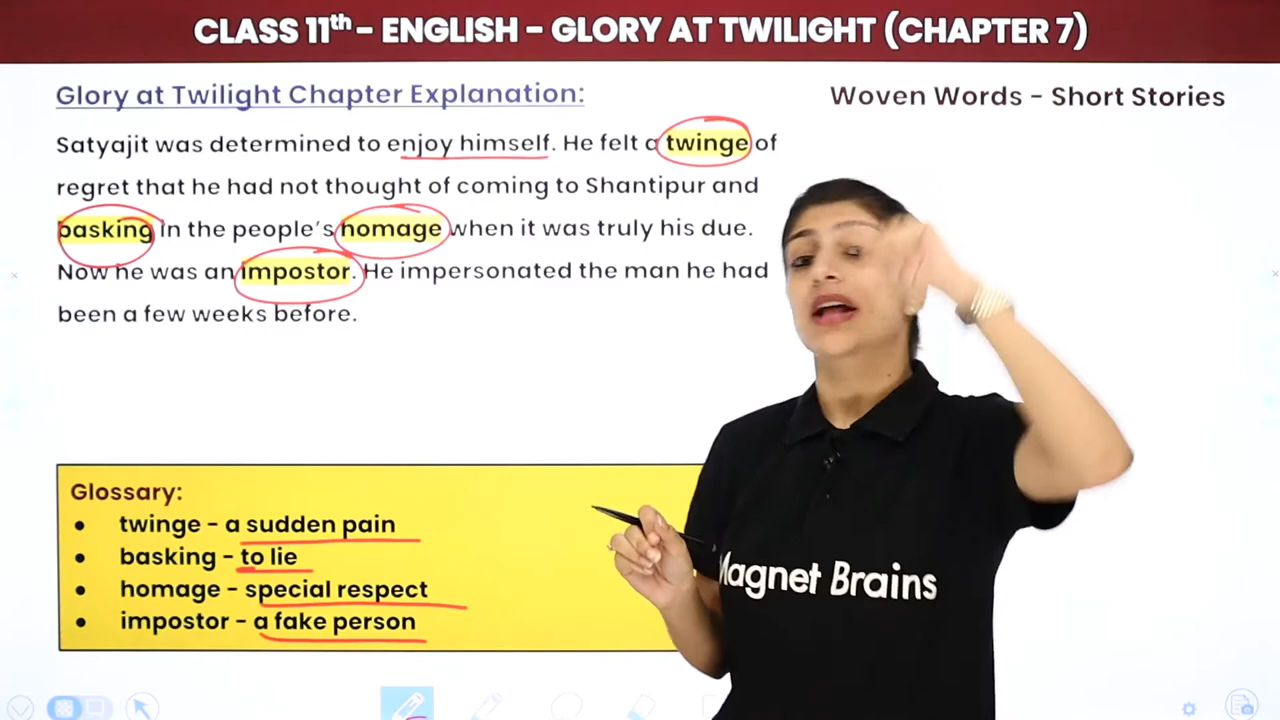 CLASS 11th - ENGLISH - GLORY AT TWILIGHT (CHAPTER 7)
Glory at Twilight Chapter Explanation:
Woven Words - Short Stories
Satyajit was determined to enjoy himself. He felt a twinge of
regret that he had not thought of coming to Shantipur and
basking in the people's homage when it was truly his due.
Now he was an impostor. He impersonated the man he had
been a few weeks before.
Glossary:
• twinge - a sudden pain
• basking - to lie
• homage - special respect
• impostor - a fake person
Magnet Brains